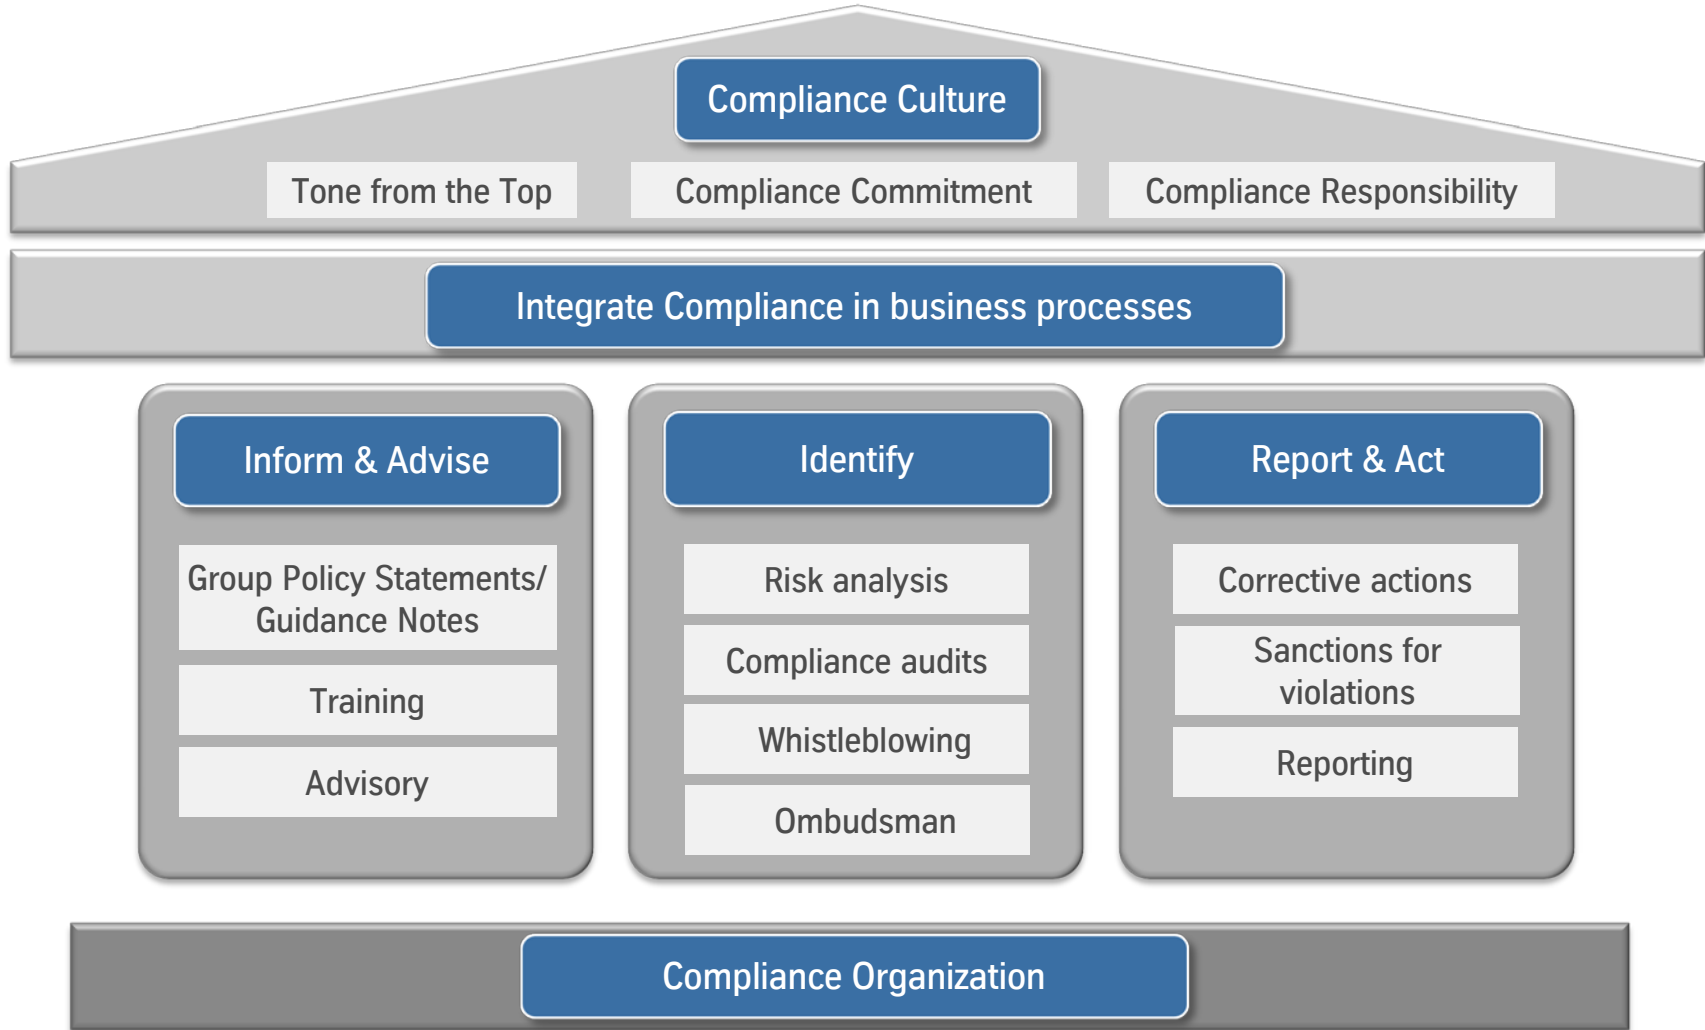 Compliance Culture
Tone from the Top
Compliance Commitment
Compliance Responsibility
Integrate Compliance in business processes
Inform & Advise
Group Policy Statements/
Guidance Notes
Training
Advisory
Identify
Risk analysis
Compliance audits
Whistleblowing
Ombudsman
Report & Act
Corrective actions
Sanctions for
violations
Reporting
Compliance Organization